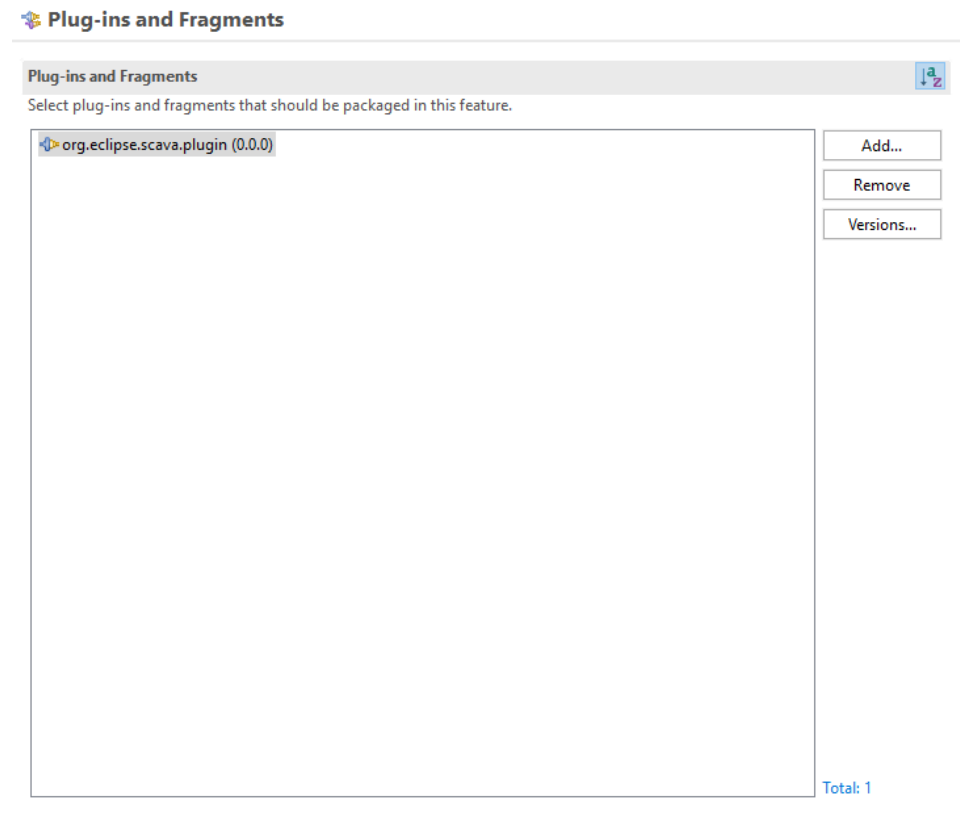 Plug-ins and Fragments
Plug-ins and Fragments
a
z
Select plug-ins and fragments that should be packaged in this feature.
org.eclipse.scava.plugin (0.0.0)
Add...
Remove
Versions...
Total: 1